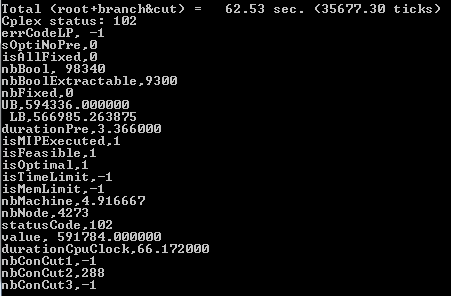 Total (root+branch&cut) =   62.53 sec. (35677.30 ticks)
Cplex status: 102
errCodeLP, -1
sOptiNoPre,0
isAllFixed,0
nbBool, 98340
nbBoolExtractable,9300
nbFixed,0
UB,594336.000000
 LB,566985.263875
durationPre,3.366000
isMIPExecuted,1
isFeasible,1
isOptimal,1
isTimeLimit,-1
isMemLimit,-1
nbMachine,4.916667
nbNode,4273
statusCode,102
value, 591784.000000
durationCpuClock,66.172000
nbConCut1,-1
nbConCut2,288
nbConCut3,-1